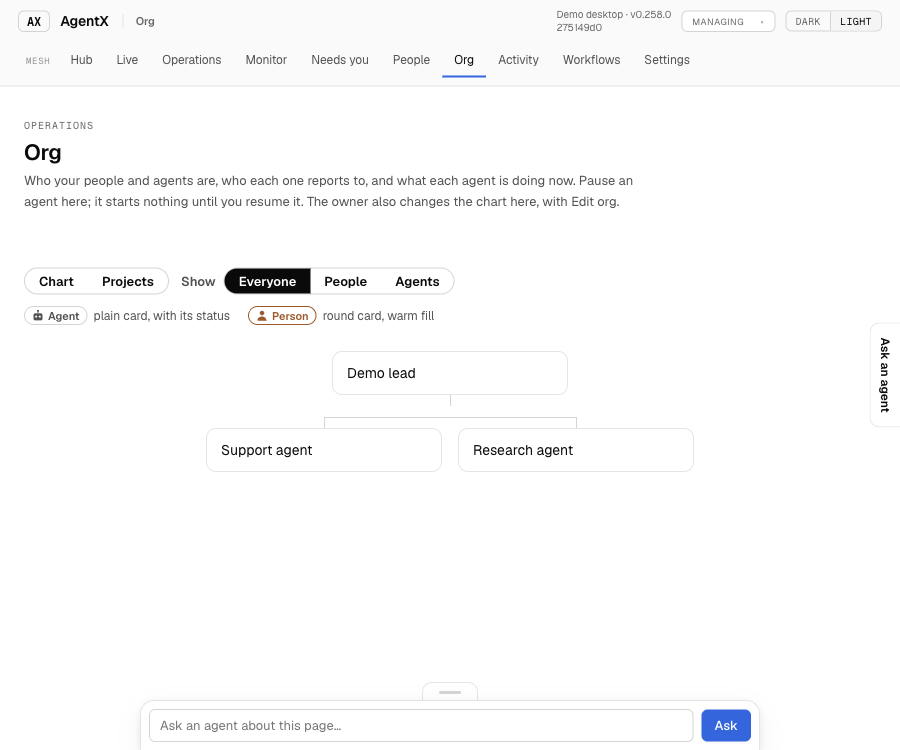 AX AgentX Org
Demo desktop · v0.258.0
275149d0
MANAGING
DARK LIGHT
MESH Hub Live Operations Monitor Needs you People Org Activity Workflows Settings
OPERATIONS
Org
Who your people and agents are, who each one reports to, and what each agent is doing now. Pause an
agent here; it starts nothing until you resume it. The owner also changes the chart here, with Edit org.
Chart Projects Show Everyone People Agents
Agent plain card, with its status Person round card, warm fill
Ask an agent
Demo lead
Support agent Research agent
Ask an agent about this page… Ask